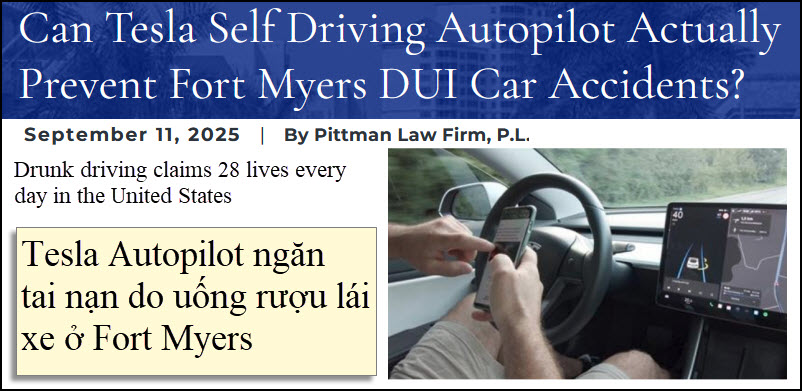 Can Tesla Self Driving Autopilot Actually
Prevent Fort Myers DUI Car Accidents?
September 11, 2025 | By Pittman Law Firm, P.L.
Drunk driving claims 28 lives every
day in the United States
Tesla Autopilot ngăn
tai nạn do uống rượu lái
xe ở Fort Myers
40